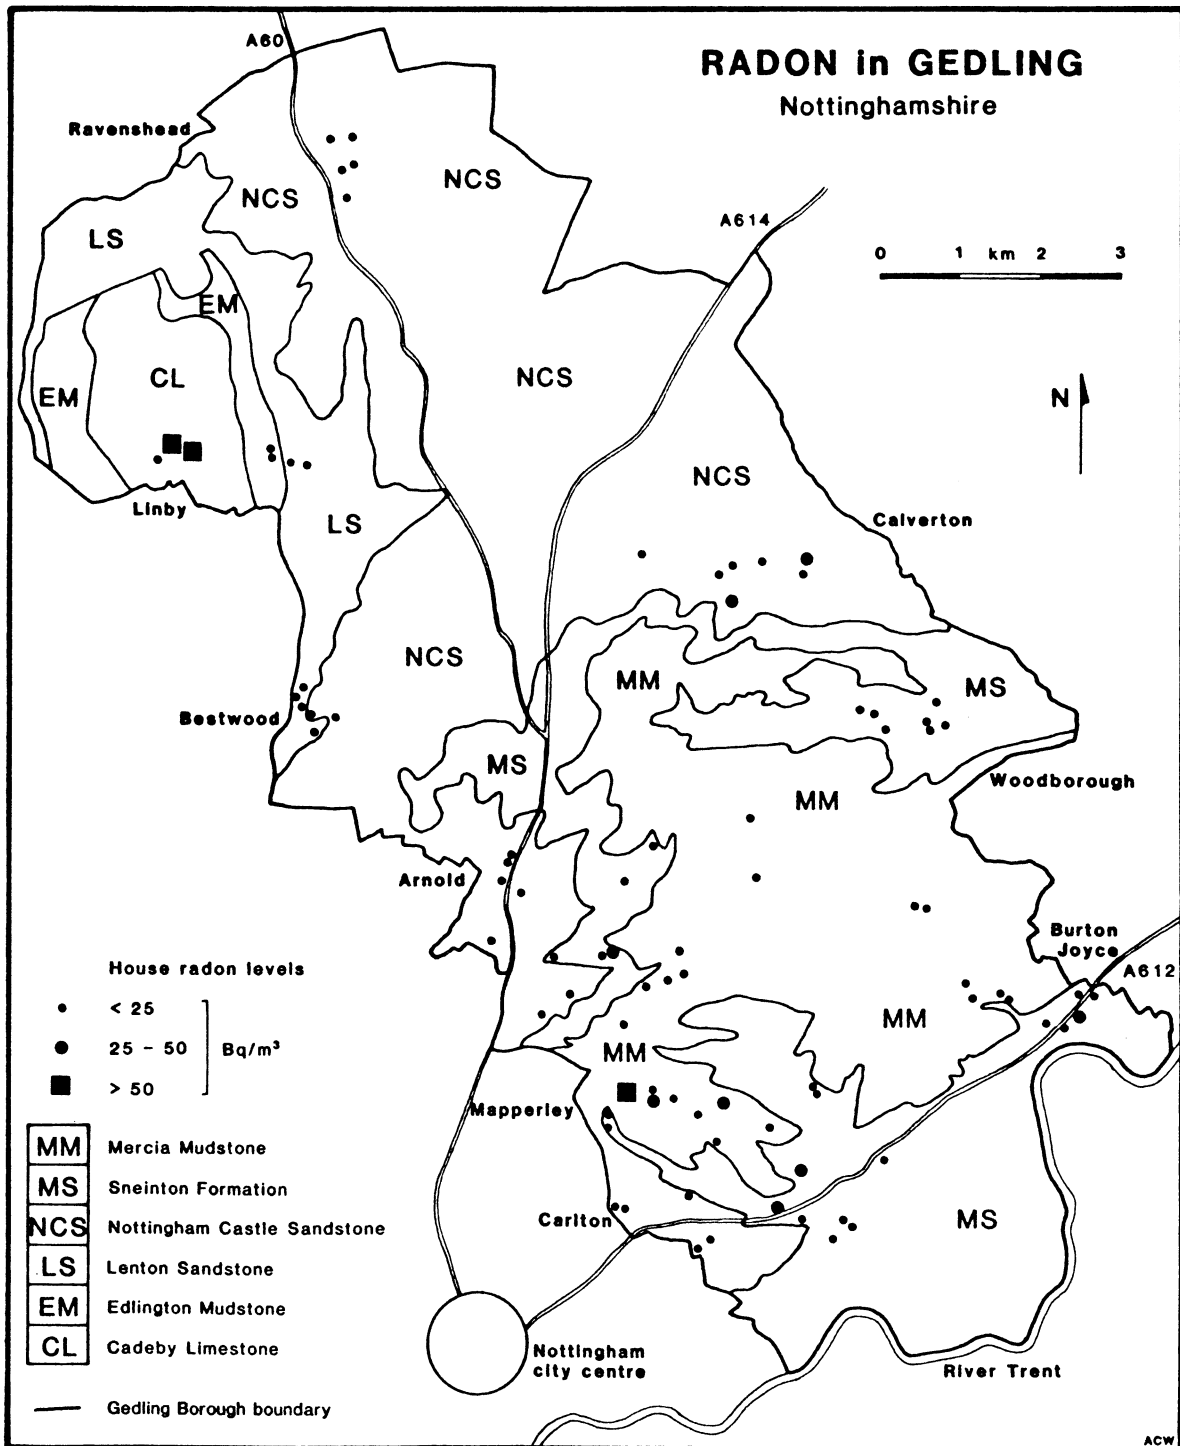 RADON in GEDLING
Nottinghamshire
A60
Ravenshead
NCS
NCS
A614
LS
0 1 km 2 3
EM
CL
NCS
EM
N
NCS
Linby
LS
Calverton
NCS
MM
MS
Bestwood
MS
Woodborough
MM
Arnold
Burton
Joyce
A612
House radon levels
< 25
25 - 50 Bq/m³
> 50
MM
MM
Mapperley
MM Mercia Mudstone
MS Sneinton Formation
NCS Nottingham Castle Sandstone
LS Lenton Sandstone
EM Edlington Mudstone
CL Cadeby Limestone
Gedling Borough boundary
Carlton
MS
Nottingham
city centre
River Trent
ACW